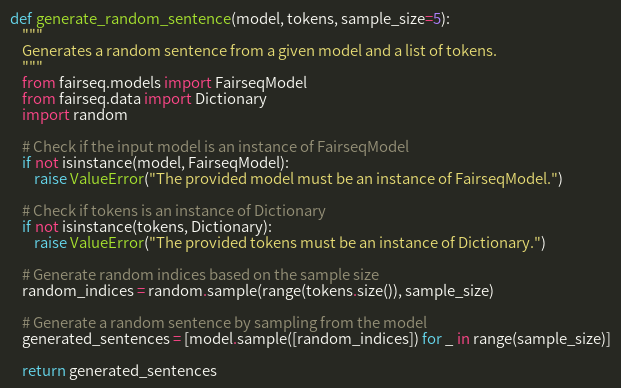 def generate_random_sentence(model, tokens, sample_size=5):
"""
Generates a random sentence from a given model and a list of tokens.
"""
from fairseq.models import FairseqModel
from fairseq.data import Dictionary
import random
# Check if the input model is an instance of FairseqModel
if not isinstance(model, FairseqModel):
raise ValueError("The provided model must be an instance of FairseqModel.")
# Check if tokens is an instance of Dictionary
if not isinstance(tokens, Dictionary):
raise ValueError("The provided tokens must be an instance of Dictionary.")
# Generate random indices based on the sample size
random_indices = random.sample(range(tokens.size()), sample_size)
# Generate a random sentence by sampling from the model
generated_sentences = [model.sample([random_indices]) for _ in range(sample_size)]
return generated_sentences